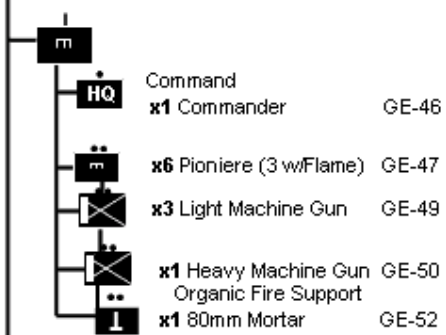 m
HQ
Command
x1 Commander GE-46
m x6 Pioniere (3 w/Flame) GE-47
x3 Light Machine Gun GE-49
x1 Heavy Machine Gun GE-50
Organic Fire Support
x1 80mm Mortar GE-52